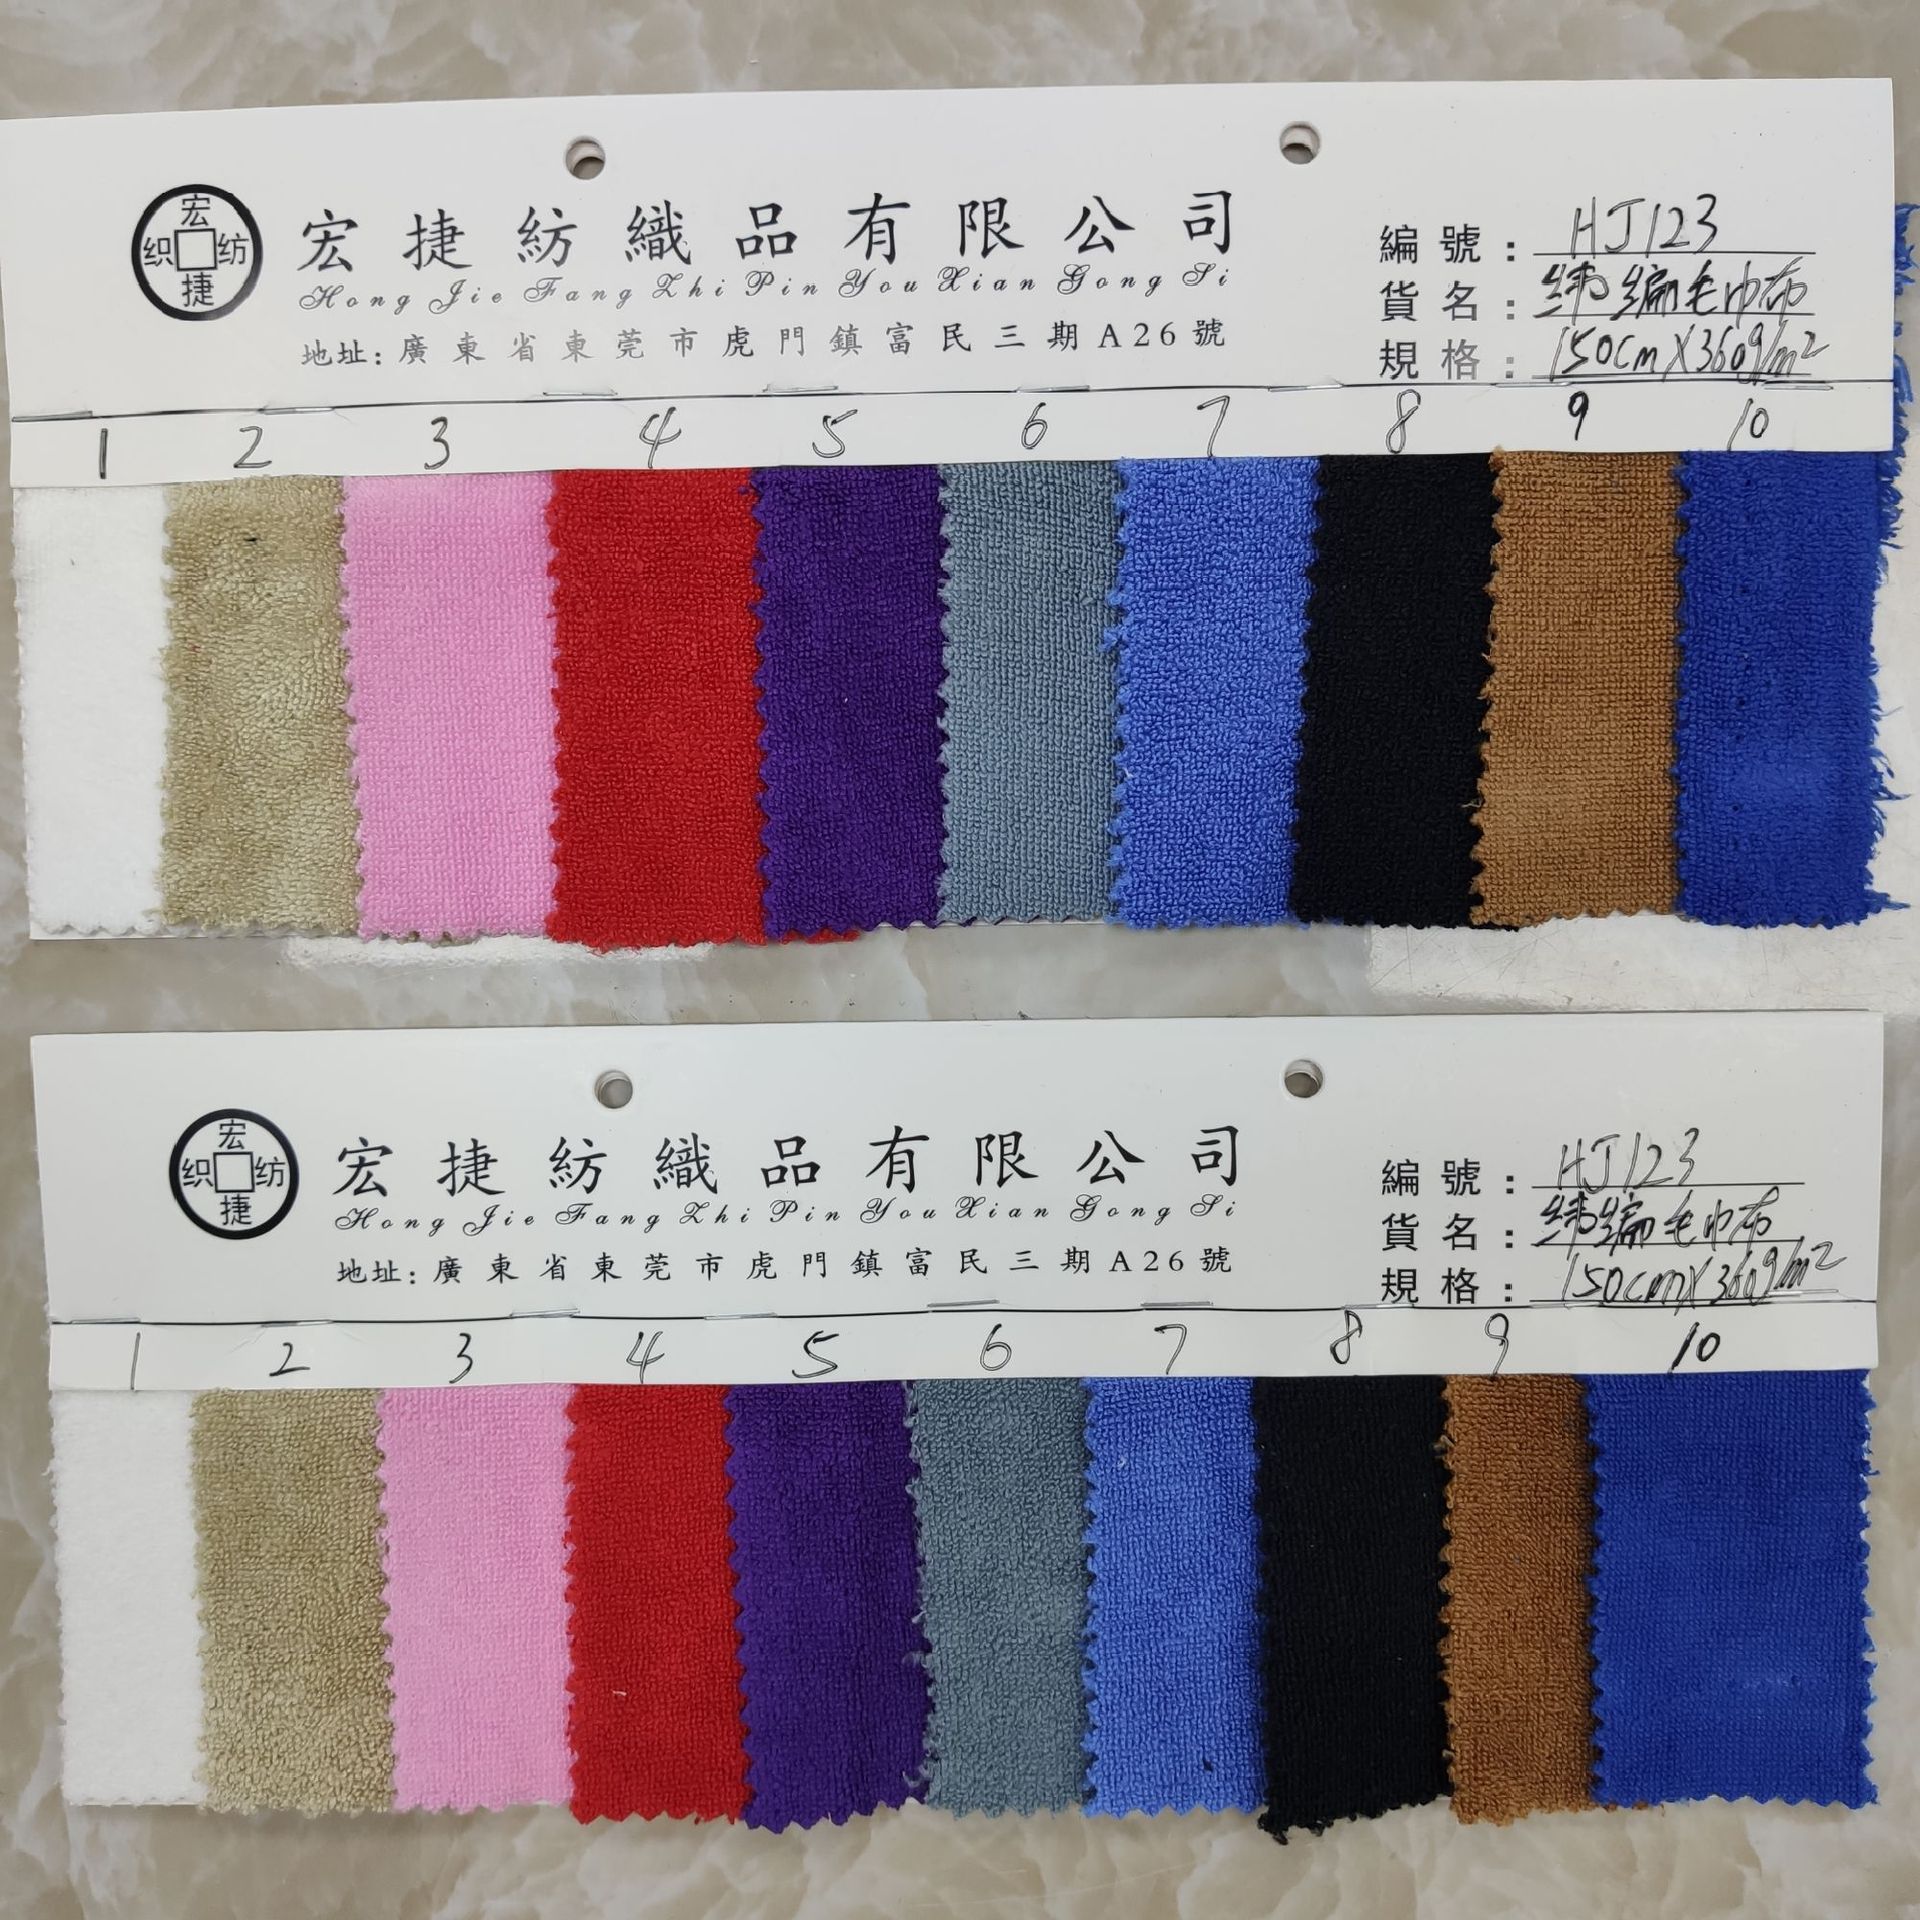 宏
织 纺
捷
宏捷紡織品有限公司
Hong Jie Fang Zhi Pin You Xian Gong Si
地址：廣東省東莞市虎門鎮富民三期A26號
編號：HJ123
貨名：纬编毛巾布
規格：150cmX360g/m²
1 2 3 4 5 6 7 8 9 10
宏
织 纺
捷
宏捷紡織品有限公司
Hong Jie Fang Zhi Pin You Xian Gong Si
地址：廣東省東莞市虎門鎮富民三期A26號
編號：HJ123
貨名：纬编毛巾布
規格：150cmX360g/m²
1 2 3 4 5 6 7 8 9 10